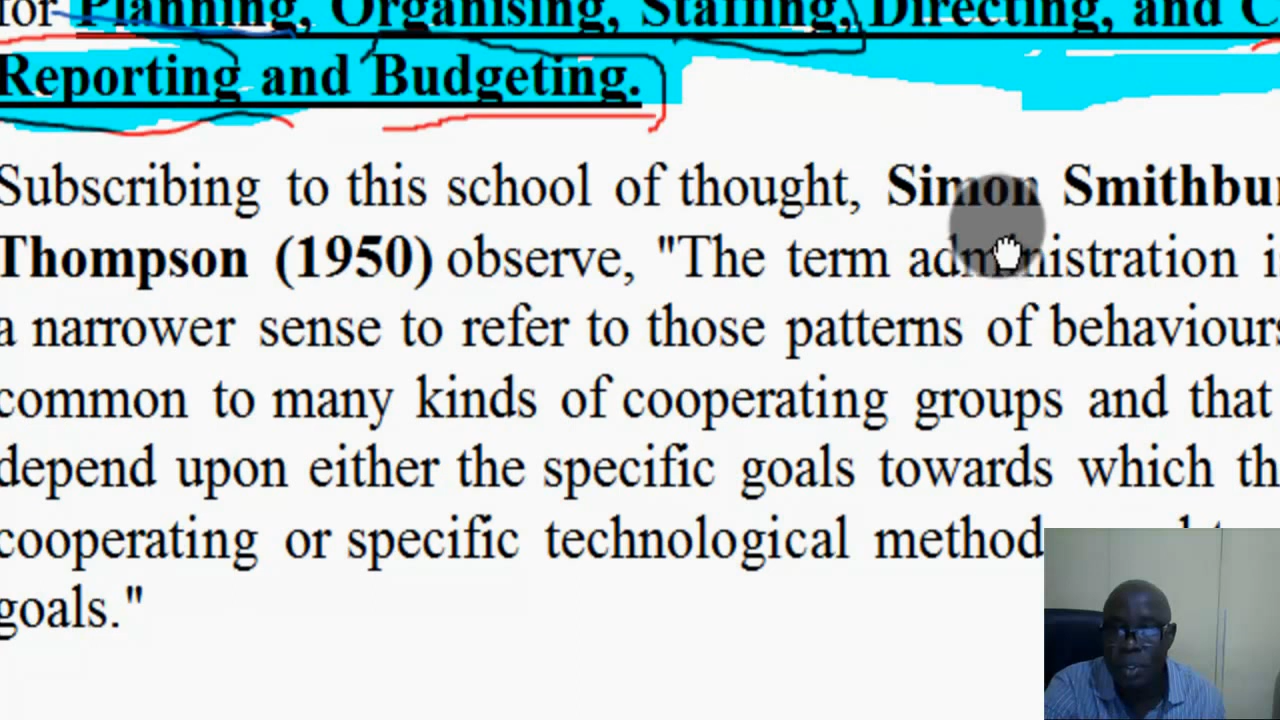 for Planning, Organising, Staffing, Directing, and C
Reporting and Budgeting.
Subscribing to this school of thought, Simon Smithbur
Thompson (1950) observe, "The term administration i
a narrower sense to refer to those patterns of behaviours
common to many kinds of cooperating groups and that
depend upon either the specific goals towards which th
cooperating or specific technological method
goals."